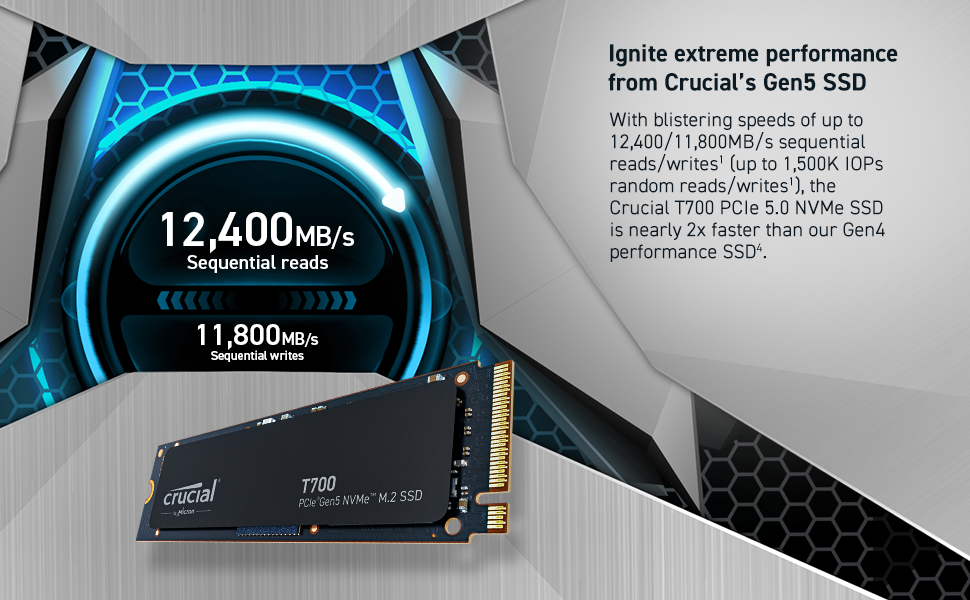 Ignite extreme performance
from Crucial’s Gen5 SSD
With blistering speeds of up to
12,400/11,800MB/s sequential
reads/writes¹ (up to 1,500K IOPs
random reads/writes¹), the
Crucial T700 PCIe 5.0 NVMe SSD
is nearly 2x faster than our Gen4
performance SSD⁴.
12,400MB/s
Sequential reads
11,800MB/s
Sequential writes
crucial®
by Micron
T700
PCIe®Gen5 NVMe™ M.2 SSD